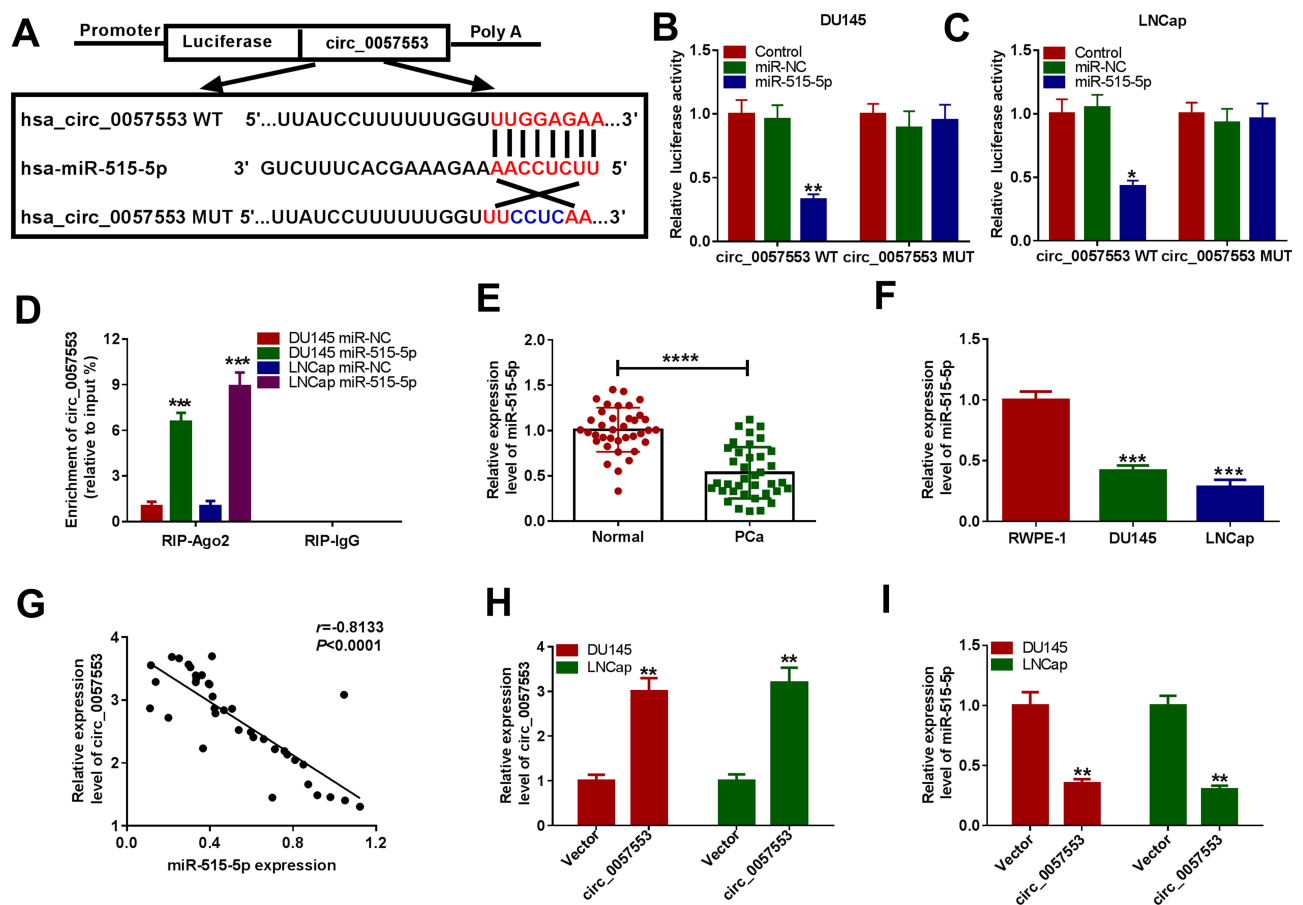 A
Promoter
Luciferase
circ_0057553
Poly A
hsa_circ_0057553 WT 5'...UUAUCCUUUUUUGGUUUGGAGAA...3'
hsa-miR-515-5p 3' GUCUUUCACGAAAGAAAACCUCUU 5'
hsa_circ_0057553 MUT 5'...UUAUCCUUUUUUGGUUUCCUCAA...3'
B
DU145
Relative luciferase activity
1.5
1.0
0.5
0.0
Control
miR-NC
miR-515-5p
**
circ_0057553 WT
circ_0057553 MUT
C
LNCap
Relative luciferase activity
1.5
1.0
0.5
0.0
Control
miR-NC
miR-515-5p
*
circ_0057553 WT
circ_0057553 MUT
D
Enrichment of circ_0057553
(relative to input %)
12
9
6
3
0
DU145 miR-NC
DU145 miR-515-5p
LNCap miR-NC
LNCap miR-515-5p
***
***
RIP-Ago2
RIP-IgG
E
Relative expression
level of miR-515-5p
2.0
1.5
1.0
0.5
0.0
****
Normal
PCa
F
Relative expression
level of miR-515-5p
1.5
1.0
0.5
0.0
***
***
RWPE-1
DU145
LNCap
G
Relative expression
level of circ_0057553
4
3
2
1
r=-0.8133
P<0.0001
0.0
0.4
0.8
1.2
miR-515-5p expression
H
Relative expression
level of circ_0057553
4
3
2
1
0
DU145
LNCap
**
**
Vector
circ_0057553
Vector
circ_0057553
I
Relative expression
level of miR-515-5p
1.5
1.0
0.5
0.0
DU145
LNCap
**
**
Vector
circ_0057553
Vector
circ_0057553